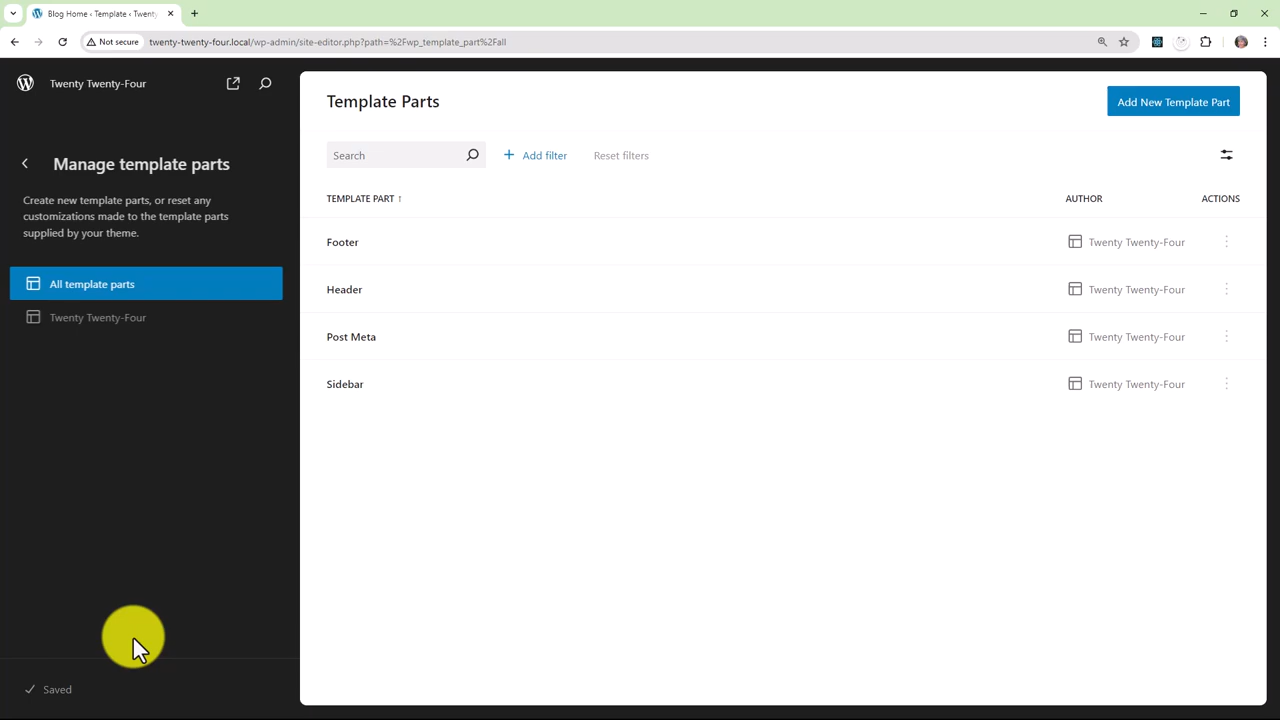 Blog Home ‹ Template ‹ Twenty
Not secure
twenty-twenty-four.local/wp-admin/site-editor.php?path=%2Fwp_template_part%2Fall
Twenty Twenty-Four
Manage template parts
Create new template parts, or reset any
customizations made to the template parts
supplied by your theme.
All template parts
Twenty Twenty-Four
Saved
Template Parts
Add New Template Part
Search
Add filter
Reset filters
TEMPLATE PART ↑
AUTHOR
ACTIONS
Footer
Twenty Twenty-Four
Header
Twenty Twenty-Four
Post Meta
Twenty Twenty-Four
Sidebar
Twenty Twenty-Four